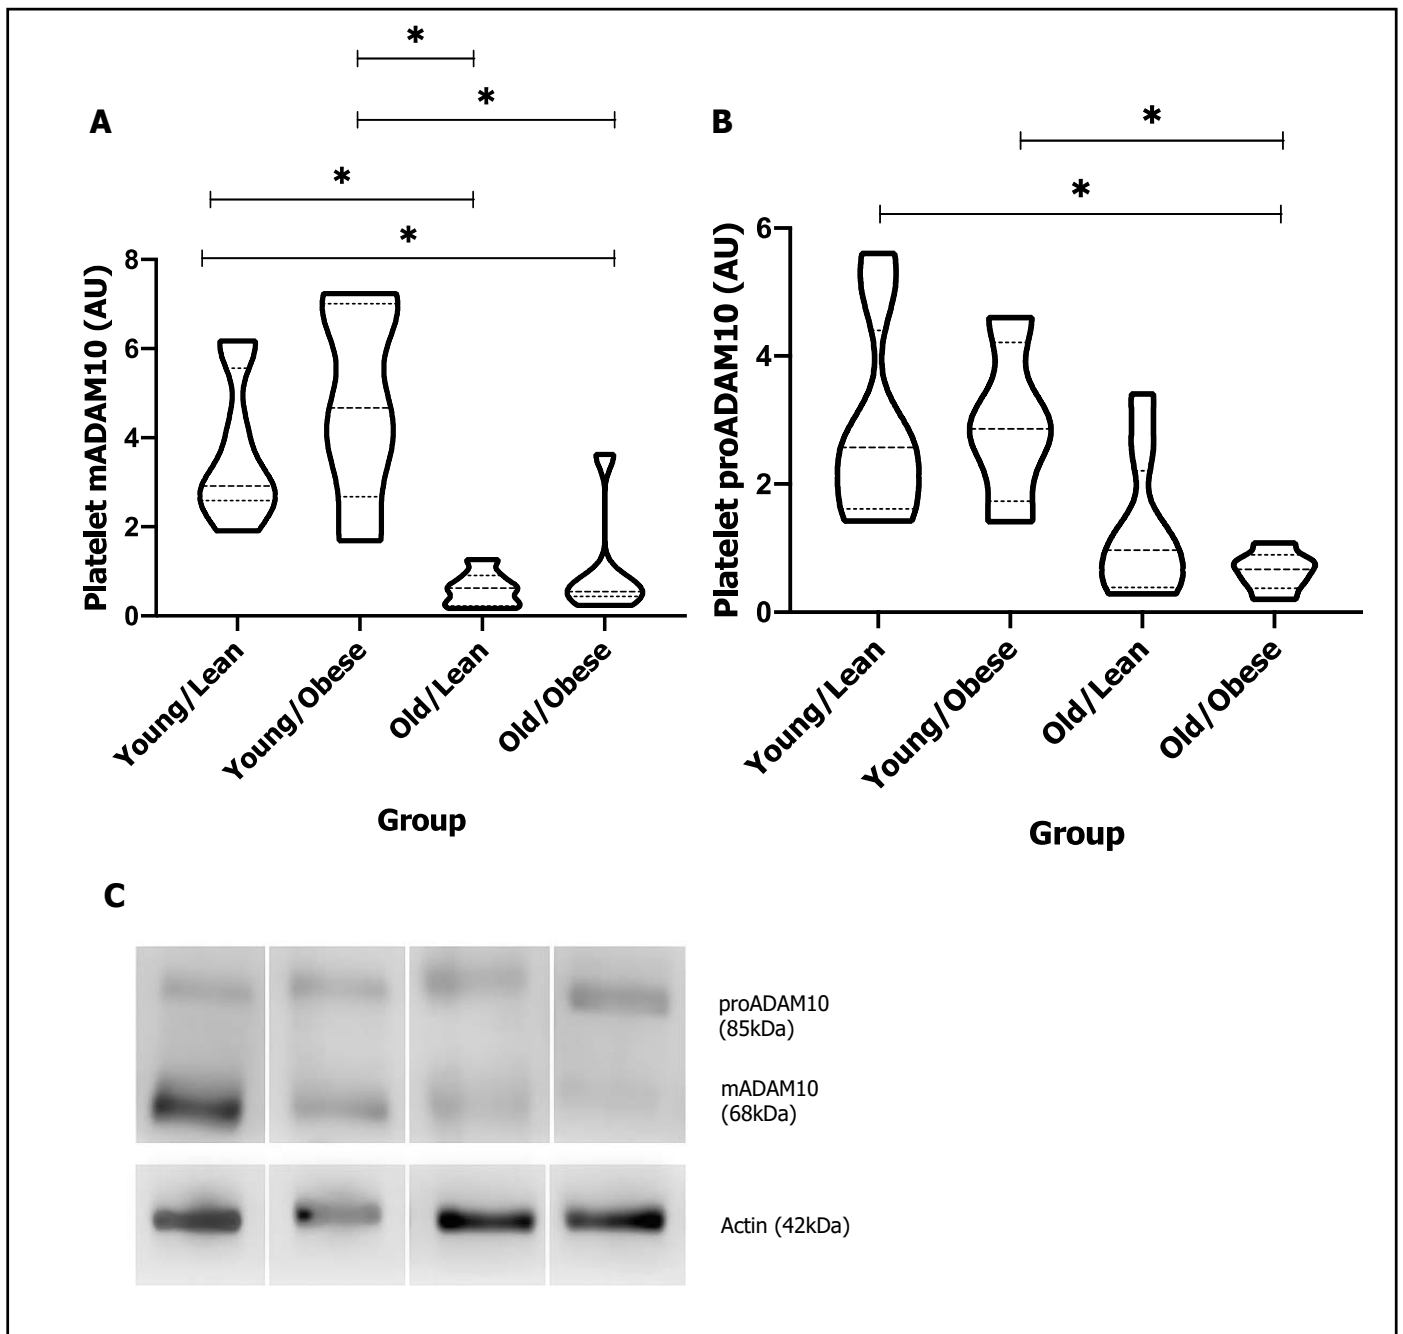 *
*
A
*
*
Platelet mADAM10 (AU)
8
6
4
2
0
Young/Lean
Young/Obese
Old/Lean
Old/Obese
Group
B
*
*
Platelet proADAM10 (AU)
6
4
2
0
Young/Lean
Young/Obese
Old/Lean
Old/Obese
Group
C
proADAM10
(85kDa)
mADAM10
(68kDa)
Actin (42kDa)